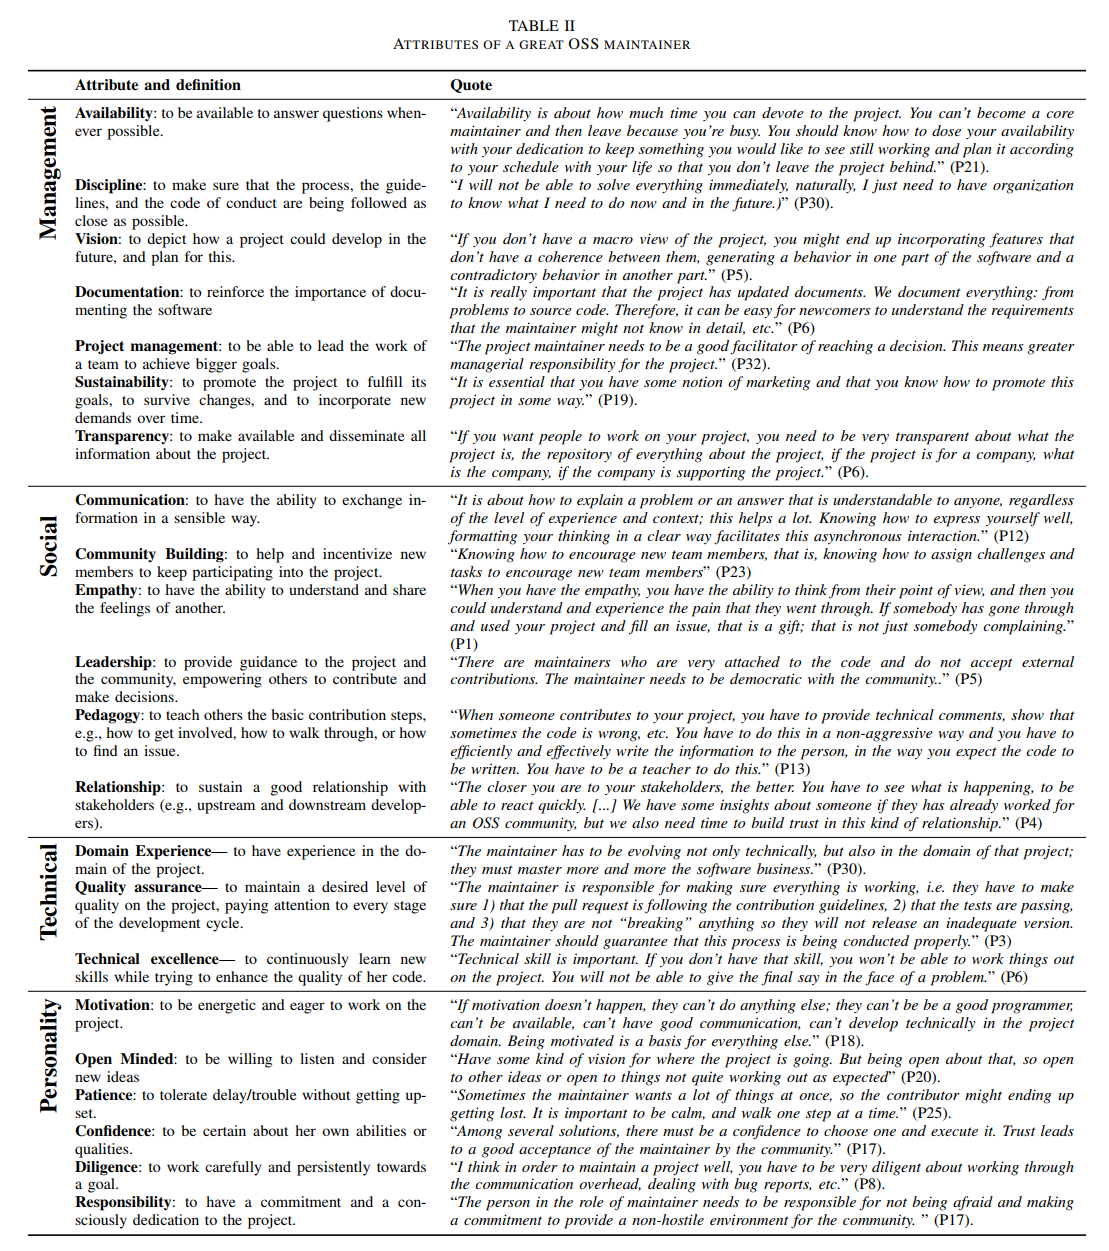 TABLE II
ATTRIBUTES OF A GREAT OSS MAINTAINER
Attribute and definition
Quote
Management
Availability: to be available to answer questions when-
ever possible.
“Availability is about how much time you can devote to the project. You can’t become a core
maintainer and then leave because you’re busy. You should know how to dose your availability
with your dedication to keep something you would like to see still working and plan it according
to your schedule with your life so that you don’t leave the project behind.” (P21).
Discipline: to make sure that the process, the guide-
lines, and the code of conduct are being followed as
close as possible.
“I will not be able to solve everything immediately, naturally, I just need to have organization
to know what I need to do now and in the future.)” (P30).
Vision: to depict how a project could develop in the
future, and plan for this.
“If you don’t have a macro view of the project, you might end up incorporating features that
don’t have a coherence between them, generating a behavior in one part of the software and a
contradictory behavior in another part.” (P5).
Documentation: to reinforce the importance of docu-
menting the software
“It is really important that the project has updated documents. We document everything: from
problems to source code. Therefore, it can be easy for newcomers to understand the requirements
that the maintainer might not know in detail, etc.” (P6)
Project management: to be able to lead the work of
a team to achieve bigger goals.
“The project maintainer needs to be a good facilitator of reaching a decision. This means greater
managerial responsibility for the project.” (P32).
Sustainability: to promote the project to fulfill its
goals, to survive changes, and to incorporate new
demands over time.
“It is essential that you have some notion of marketing and that you know how to promote this
project in some way.” (P19).
Transparency: to make available and disseminate all
information about the project.
“If you want people to work on your project, you need to be very transparent about what the
project is, the repository of everything about the project, if the project is for a company, what
is the company, if the company is supporting the project.” (P6).
Social
Communication: to have the ability to exchange in-
formation in a sensible way.
“It is about how to explain a problem or an answer that is understandable to anyone, regardless
of the level of experience and context; this helps a lot. Knowing how to express yourself well,
formatting your thinking in a clear way facilitates this asynchronous interaction.” (P12)
Community Building: to help and incentivize new
members to keep participating into the project.
“Knowing how to encourage new team members, that is, knowing how to assign challenges and
tasks to encourage new team members” (P23)
Empathy: to have the ability to understand and share
the feelings of another.
“When you have the empathy, you have the ability to think from their point of view, and then you
could understand and experience the pain that they went through. If somebody has gone through
and used your project and fill an issue, that is a gift; that is not just somebody complaining.”
(P1)
Leadership: to provide guidance to the project and
the community, empowering others to contribute and
make decisions.
“There are maintainers who are very attached to the code and do not accept external
contributions. The maintainer needs to be democratic with the community..” (P5)
Pedagogy: to teach others the basic contribution steps,
e.g., how to get involved, how to walk through, or how
to find an issue.
“When someone contributes to your project, you have to provide technical comments, show that
sometimes the code is wrong, etc. You have to do this in a non-aggressive way and you have to
efficiently and effectively write the information to the person, in the way you expect the code to
be written. You have to be a teacher to do this.” (P13)
Relationship: to sustain a good relationship with
stakeholders (e.g., upstream and downstream develop-
ers).
“The closer you are to your stakeholders, the better. You have to see what is happening, to be
able to react quickly. [...] We have some insights about someone if they has already worked for
an OSS community, but we also need time to build trust in this kind of relationship.” (P4)
Technical
Domain Experience— to have experience in the do-
main of the project.
“The maintainer has to be evolving not only technically, but also in the domain of that project;
they must master more and more the software business.” (P30).
Quality assurance— to maintain a desired level of
quality on the project, paying attention to every stage
of the development cycle.
“The maintainer is responsible for making sure everything is working, i.e. they have to make
sure 1) that the pull request is following the contribution guidelines, 2) that the tests are passing,
and 3) that they are not “breaking” anything so they will not release an inadequate version.
The maintainer should guarantee that this process is being conducted properly.” (P3)
Technical excellence— to continuously learn new
skills while trying to enhance the quality of her code.
“Technical skill is important. If you don’t have that skill, you won’t be able to work things out
on the project. You will not be able to give the final say in the face of a problem.” (P6)
Personality
Motivation: to be energetic and eager to work on the
project.
“If motivation doesn’t happen, they can’t do anything else; they can’t be be a good programmer,
can’t be available, can’t have good communication, can’t develop technically in the project
domain. Being motivated is a basis for everything else.” (P18).
Open Minded: to be willing to listen and consider
new ideas
“Have some kind of vision for where the project is going. But being open about that, so open
to other ideas or open to things not quite working out as expected” (P20).
Patience: to tolerate delay/trouble without getting up-
set.
“Sometimes the maintainer wants a lot of things at once, so the contributor might ending up
getting lost. It is important to be calm, and walk one step at a time.” (P25).
Confidence: to be certain about her own abilities or
qualities.
“Among several solutions, there must be a confidence to choose one and execute it. Trust leads
to a good acceptance of the maintainer by the community.” (P17).
Diligence: to work carefully and persistently towards
a goal.
“I think in order to maintain a project well, you have to be very diligent about working through
the communication overhead, dealing with bug reports, etc.” (P8).
Responsibility: to have a commitment and a con-
sciously dedication to the project.
“The person in the role of maintainer needs to be responsible for not being afraid and making
a commitment to provide a non-hostile environment for the community. ” (P17).